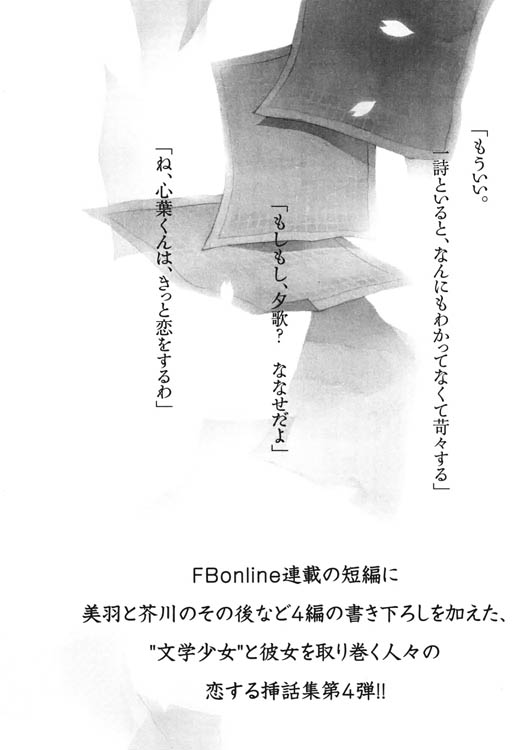 「もういい。
一詩といると、なんにもわかってなくて苛々する」
「もしもし、夕歌？　ななせだよ」
「ね、心葉くんは、きっと恋をするわ」
FBonline連載の短編に
美羽と芥川のその後など4編の書き下ろしを加えた、
"文学少女"と彼女を取り巻く人々の
恋する挿話集第4弾!!